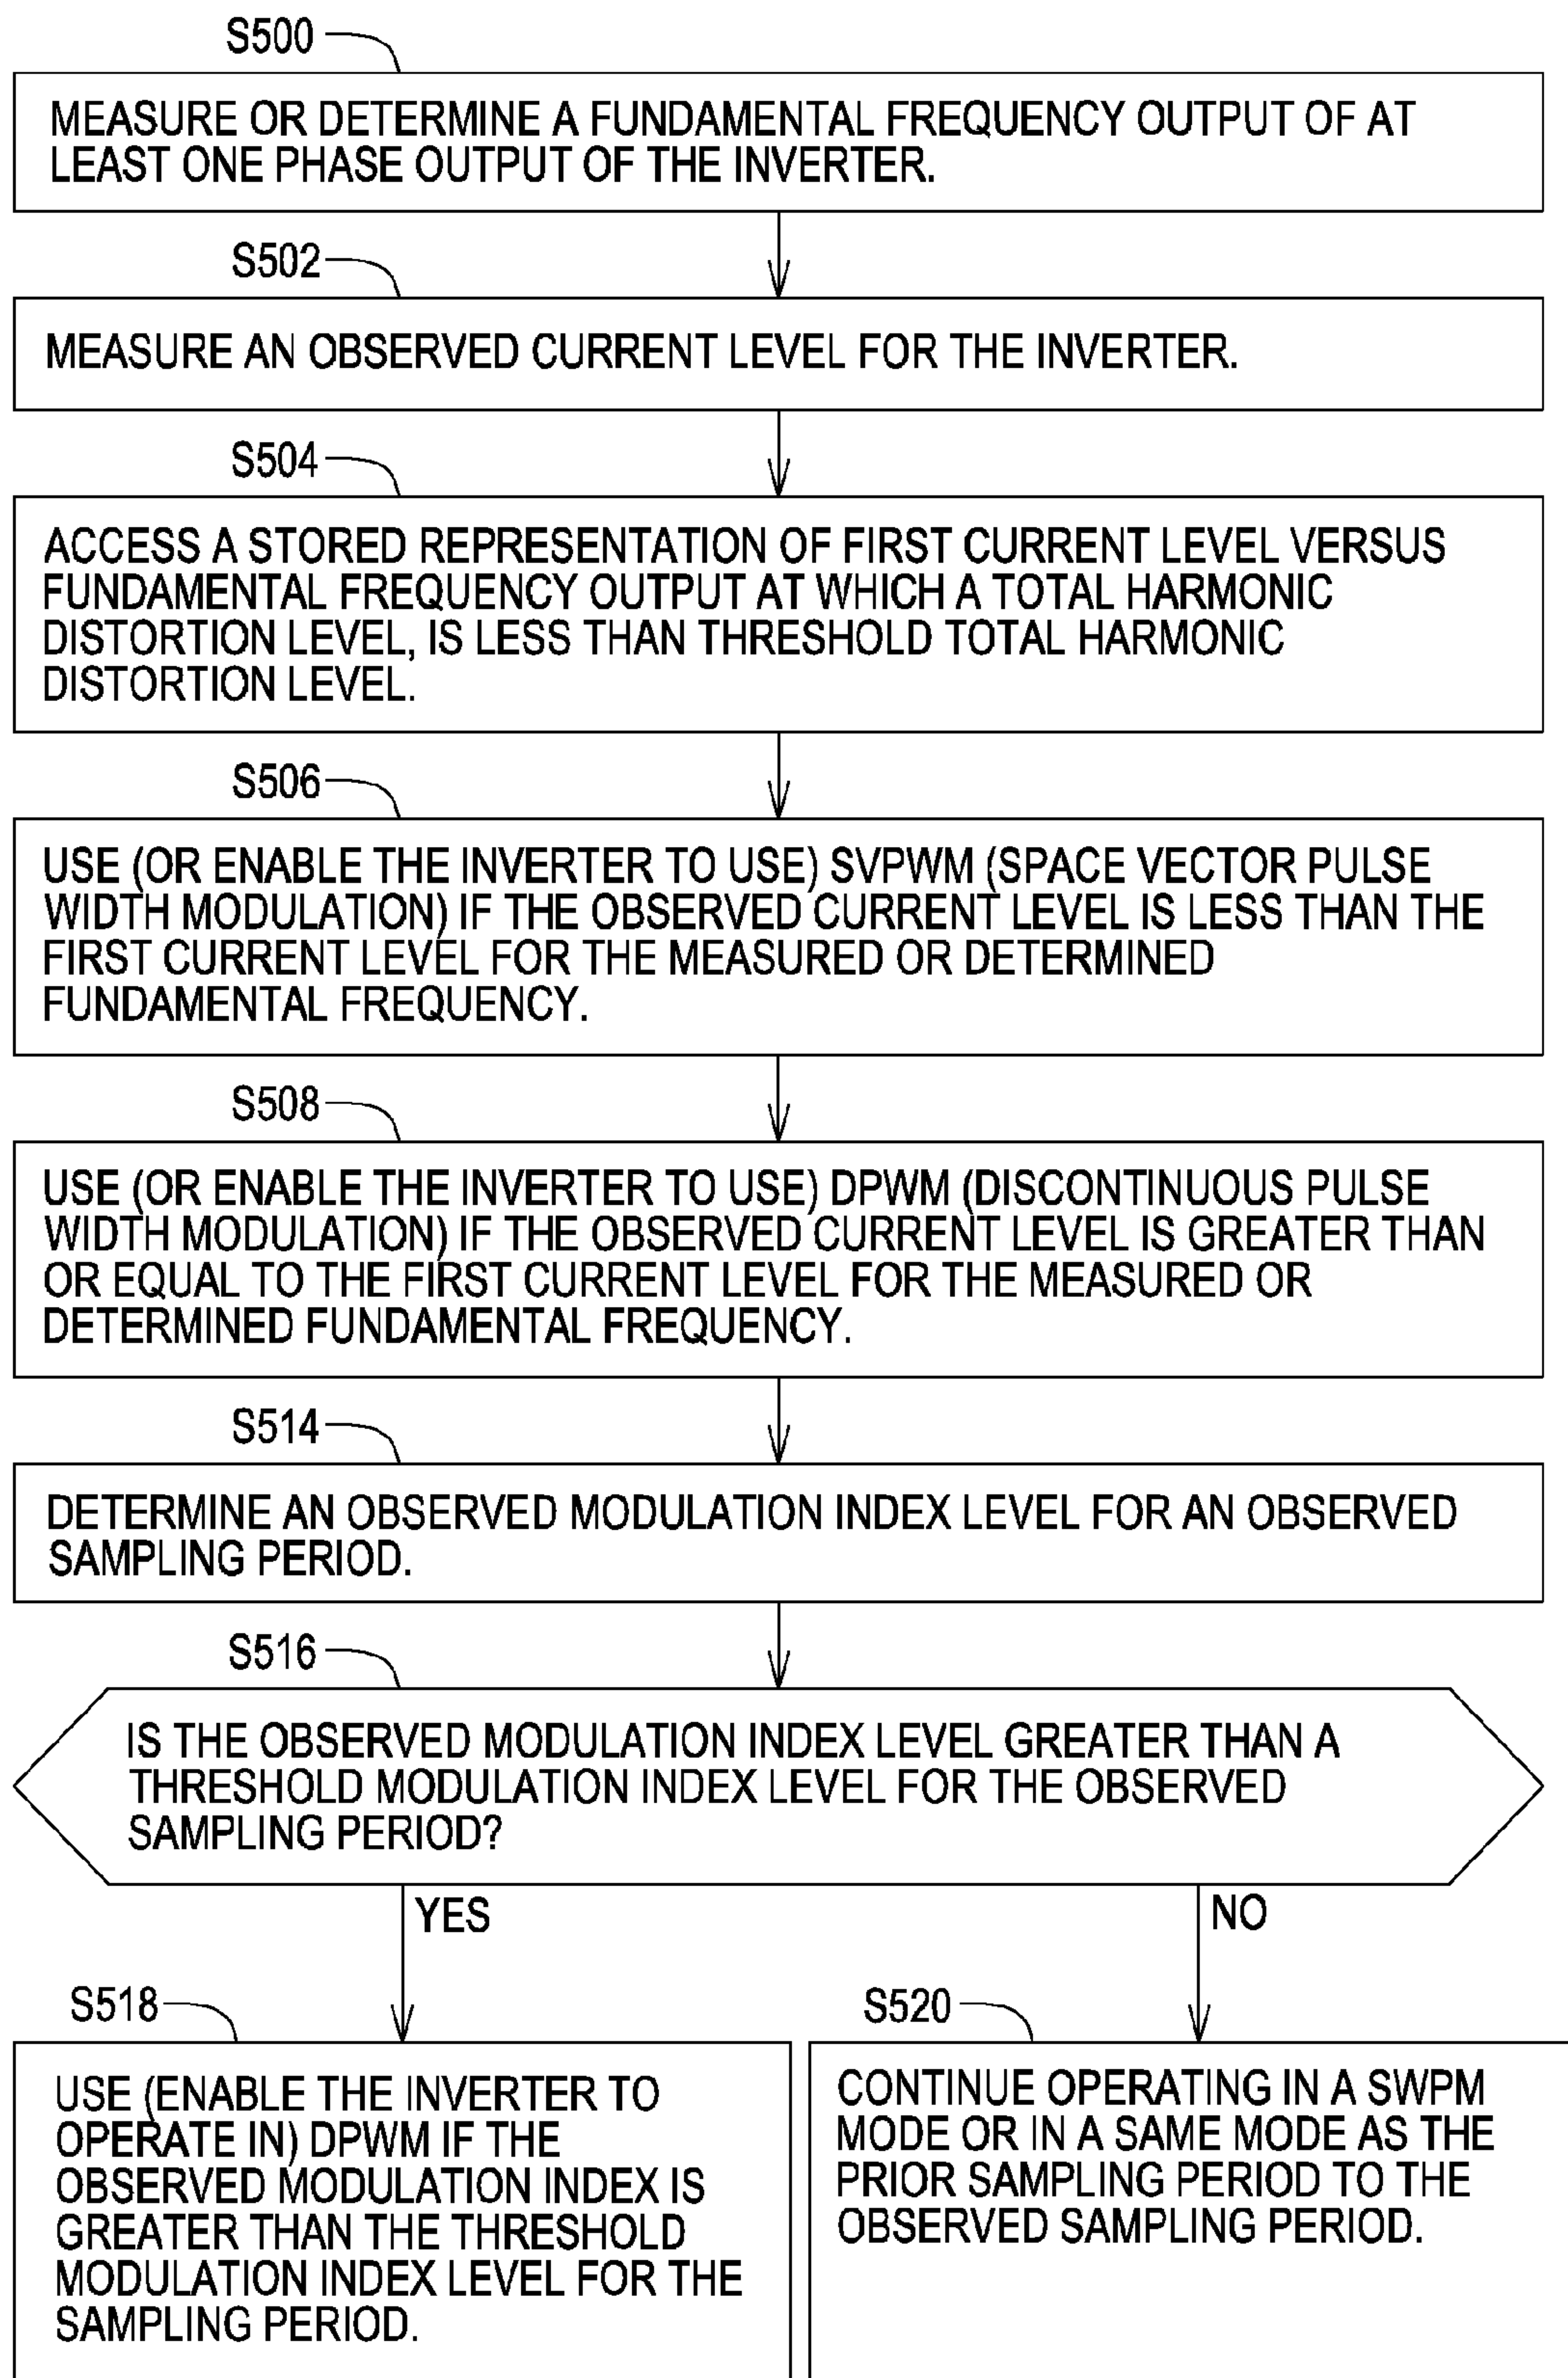 S500
MEASURE OR DETERMINE A FUNDAMENTAL FREQUENCY OUTPUT OF AT
LEAST ONE PHASE OUTPUT OF THE INVERTER.
S502
MEASURE AN OBSERVED CURRENT LEVEL FOR THE INVERTER.
S504
ACCESS A STORED REPRESENTATION OF FIRST CURRENT LEVEL VERSUS
FUNDAMENTAL FREQUENCY OUTPUT AT WHICH A TOTAL HARMONIC
DISTORTION LEVEL, IS LESS THAN THRESHOLD TOTAL HARMONIC
DISTORTION LEVEL.
S506
USE (OR ENABLE THE INVERTER TO USE) SVPWM (SPACE VECTOR PULSE
WIDTH MODULATION) IF THE OBSERVED CURRENT LEVEL IS LESS THAN THE
FIRST CURRENT LEVEL FOR THE MEASURED OR DETERMINED
FUNDAMENTAL FREQUENCY.
S508
USE (OR ENABLE THE INVERTER TO USE) DPWM (DISCONTINUOUS PULSE
WIDTH MODULATION) IF THE OBSERVED CURRENT LEVEL IS GREATER THAN
OR EQUAL TO THE FIRST CURRENT LEVEL FOR THE MEASURED OR
DETERMINED FUNDAMENTAL FREQUENCY.
S514
DETERMINE AN OBSERVED MODULATION INDEX LEVEL FOR AN OBSERVED
SAMPLING PERIOD.
S516
IS THE OBSERVED MODULATION INDEX LEVEL GREATER THAN A
THRESHOLD MODULATION INDEX LEVEL FOR THE OBSERVED
SAMPLING PERIOD?
YES
NO
S518
USE (ENABLE THE INVERTER TO
OPERATE IN) DPWM IF THE
OBSERVED MODULATION INDEX IS
GREATER THAN THE THRESHOLD
MODULATION INDEX LEVEL FOR THE
SAMPLING PERIOD.
S520
CONTINUE OPERATING IN A SWPM
MODE OR IN A SAME MODE AS THE
PRIOR SAMPLING PERIOD TO THE
OBSERVED SAMPLING PERIOD.